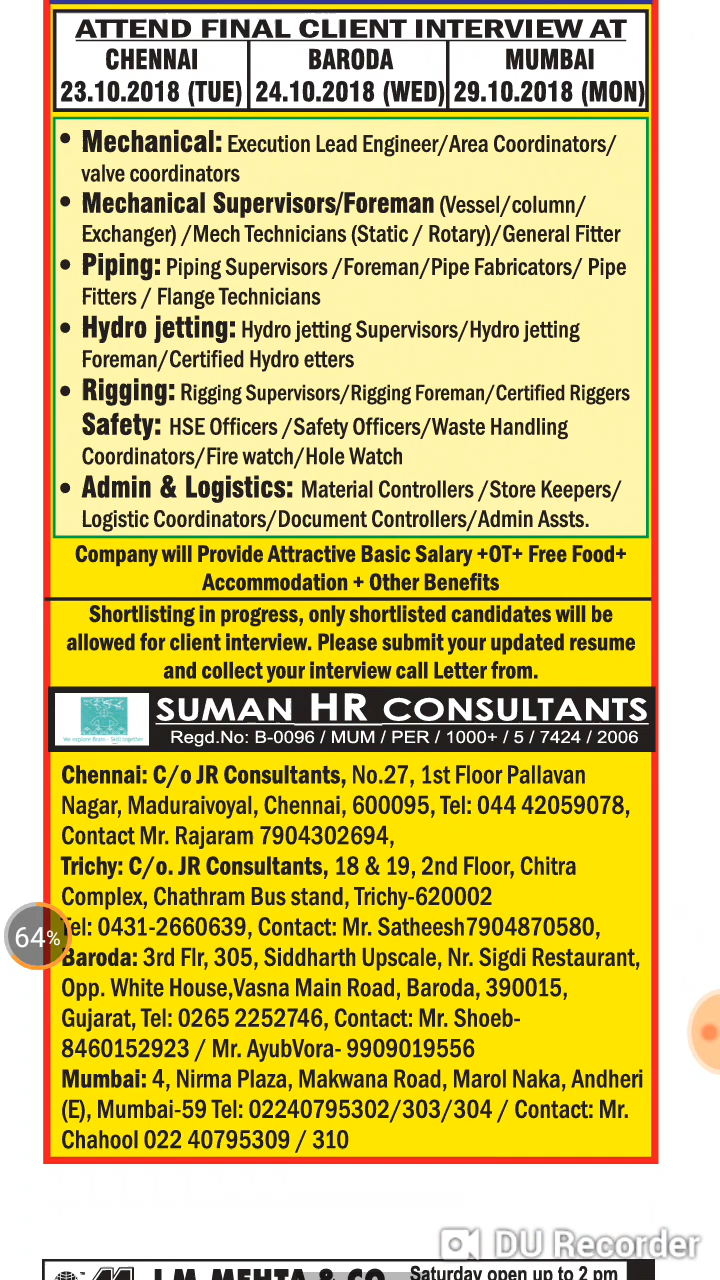 ATTEND FINAL CLIENT INTERVIEW AT
CHENNAI BARODA MUMBAI
23.10.2018 (TUE) 24.10.2018 (WED) 29.10.2018 (MON)
• Mechanical: Execution Lead Engineer/Area Coordinators/
valve coordinators
• Mechanical Supervisors/Foreman (Vessel/column/
Exchanger) /Mech Technicians (Static / Rotary)/General Fitter
• Piping: Piping Supervisors /Foreman/Pipe Fabricators/ Pipe
Fitters / Flange Technicians
• Hydro jetting: Hydro jetting Supervisors/Hydro jetting
Foreman/Certified Hydro etters
• Rigging: Rigging Supervisors/Rigging Foreman/Certified Riggers
Safety: HSE Officers /Safety Officers/Waste Handling
Coordinators/Fire watch/Hole Watch
• Admin & Logistics: Material Controllers /Store Keepers/
Logistic Coordinators/Document Controllers/Admin Assts.
Company will Provide Attractive Basic Salary +OT+ Free Food+
Accommodation + Other Benefits
Shortlisting in progress, only shortlisted candidates will be
allowed for client interview. Please submit your updated resume
and collect your interview call Letter from.
SUMAN HR CONSULTANTS
We explore Brain - Skill together
Regd.No: B-0096 / MUM / PER / 1000+ / 5 / 7424 / 2006
Chennai: C/o JR Consultants, No.27, 1st Floor Pallavan
Nagar, Maduraivoyal, Chennai, 600095, Tel: 044 42059078,
Contact Mr. Rajaram 7904302694,
Trichy: C/o. JR Consultants, 18 & 19, 2nd Floor, Chitra
Complex, Chathram Bus stand, Trichy-620002
Tel: 0431-2660639, Contact: Mr. Satheesh7904870580,
64%
Baroda: 3rd Flr, 305, Siddharth Upscale, Nr. Sigdi Restaurant,
Opp. White House,Vasna Main Road, Baroda, 390015,
Gujarat, Tel: 0265 2252746, Contact: Mr. Shoeb-
8460152923 / Mr. AyubVora- 9909019556
Mumbai: 4, Nirma Plaza, Makwana Road, Marol Naka, Andheri
(E), Mumbai-59 Tel: 02240795302/303/304 / Contact: Mr.
Chahool 022 40795309 / 310
DU Recorder
J.M. MEHTA & CO. Saturday open up to 2 pm